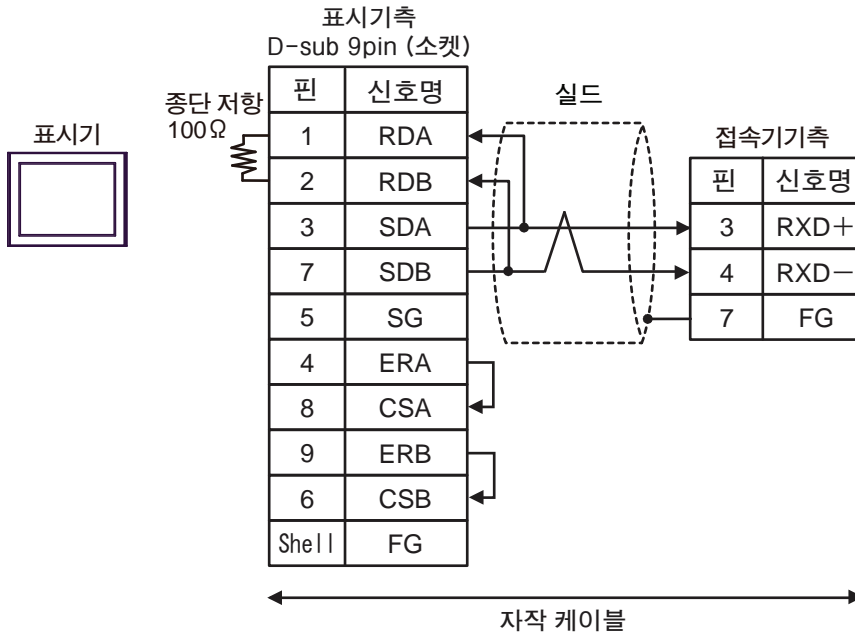 표시기측
D-sub 9pin (소켓)
종단 저항
100Ω
표시기
실드
접속기기측
핀 신호명
1 RDA
2 RDB
3 SDA
7 SDB
5 SG
4 ERA
8 CSA
9 ERB
6 CSB
Shell FG
핀 신호명
3 RXD+
4 RXD-
7 FG
자작 케이블